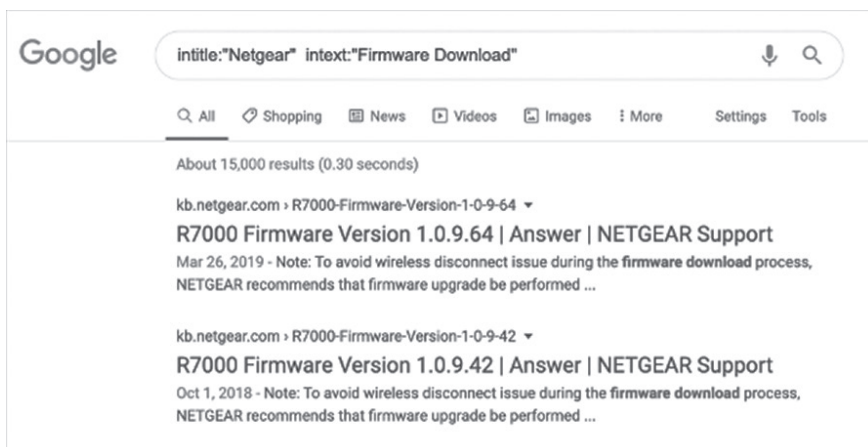 Google
intitle:"Netgear" intext:"Firmware Download"
All Shopping News Videos Images More Settings Tools
About 15,000 results (0.30 seconds)
kb.netgear.com › R7000-Firmware-Version-1-0-9-64
R7000 Firmware Version 1.0.9.64 | Answer | NETGEAR Support
Mar 26, 2019 - Note: To avoid wireless disconnect issue during the firmware download process,
NETGEAR recommends that firmware upgrade be performed ...
kb.netgear.com › R7000-Firmware-Version-1-0-9-42
R7000 Firmware Version 1.0.9.42 | Answer | NETGEAR Support
Oct 1, 2018 - Note: To avoid wireless disconnect issue during the firmware download process,
NETGEAR recommends that firmware upgrade be performed ...